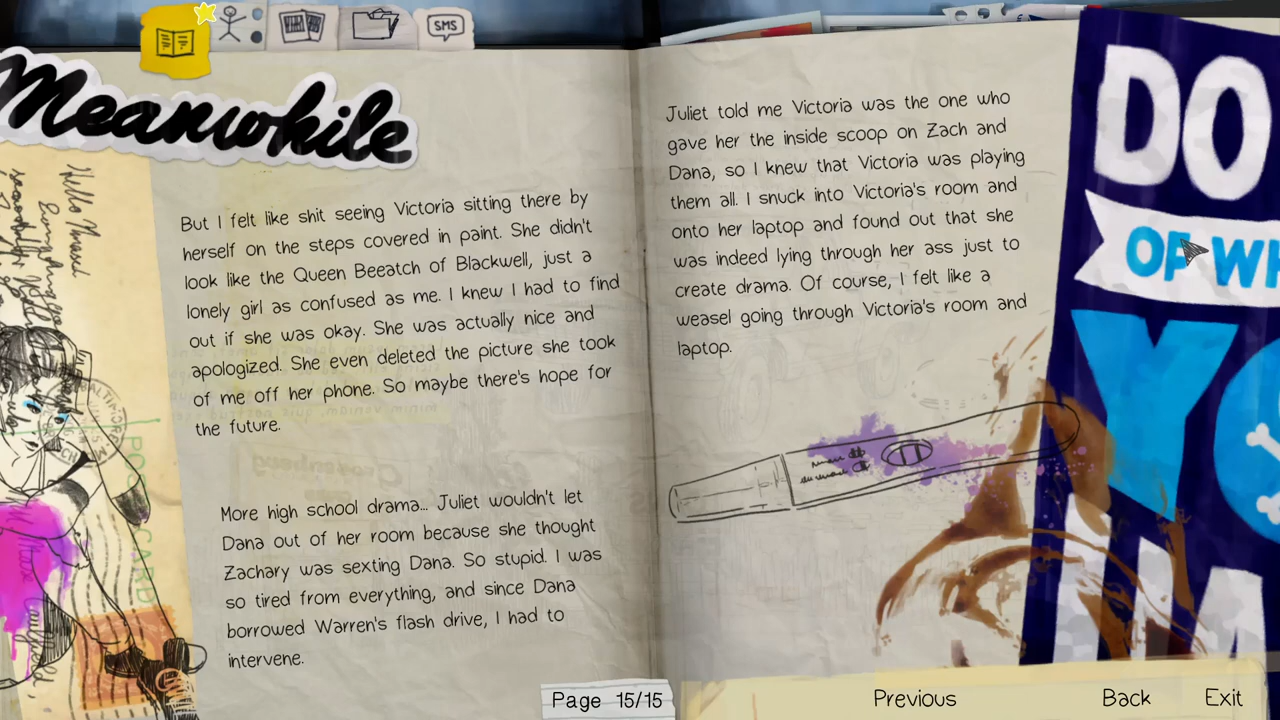 SMS
Meanwhile
But I felt like shit seeing Victoria sitting there by
herself on the steps covered in paint. She didn't
look like the Queen Beeatch of Blackwell, just a
lonely girl as confused as me. I knew I had to find
out if she was okay. She was actually nice and
apologized. She even deleted the picture she took
of me off her phone. So maybe there's hope for
the future.
More high school drama... Juliet wouldn't let
Dana out of her room because she thought
Zachary was sexting Dana. So stupid. I was
so tired from everything, and since Dana
borrowed Warren's flash drive, I had to
intervene.
Juliet told me Victoria was the one who
gave her the inside scoop on Zach and
Dana, so I knew that Victoria was playing
them all. I snuck into Victoria's room and
onto her laptop and found out that she
was indeed lying through her ass just to
create drama. Of course, I felt like a
weasel going through Victoria's room and
laptop.
DO
OF WH
POST CARD
Page 15/15
Previous
Back
Exit